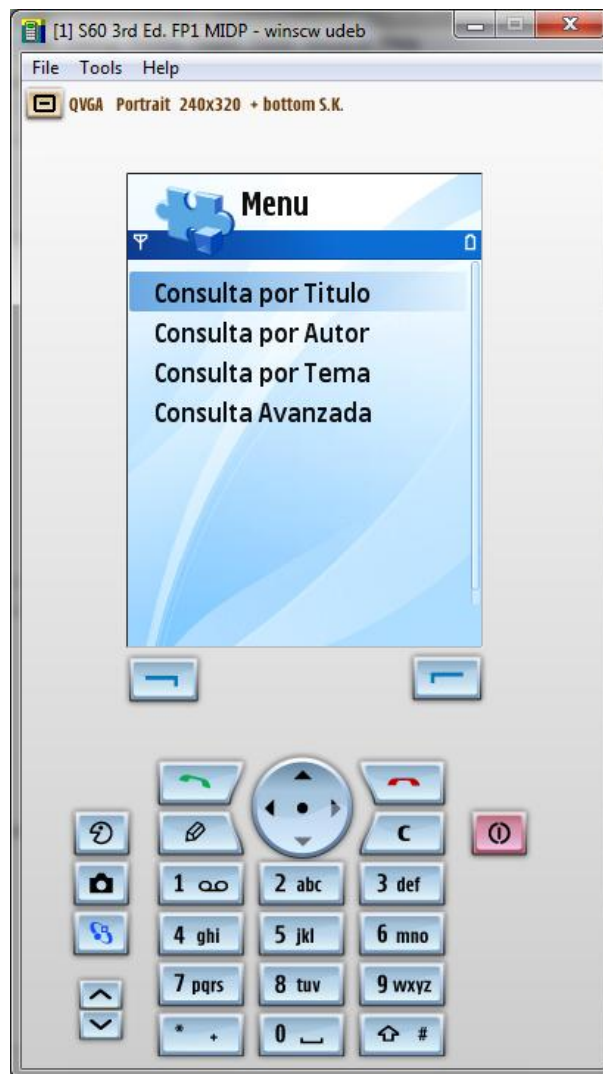 [1] S60 3rd Ed. FP1 MIDP - winscw udeb
File Tools Help
QVGA Portrait 240x320 + bottom S.K.
Menu
Consulta por Titulo
Consulta por Autor
Consulta por Tema
Consulta Avanzada
C
1 2 abc 3 def
4 ghi 5 jkl 6 mno
7 pqrs 8 tuv 9 wxyz
* + 0 #